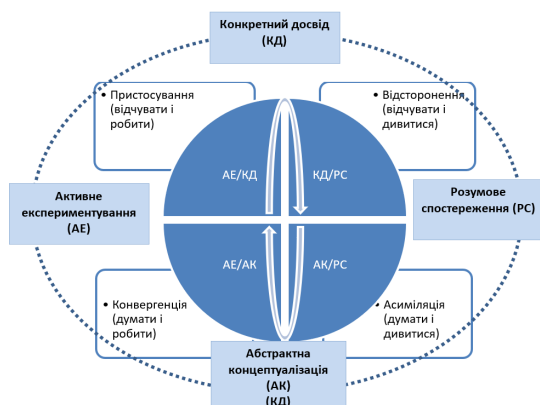 Конкретний досвід
(КД)
• Пристосування
(відчувати і
робити)
• Відсторонення
(відчувати і
дивитися)
АЕ/КД
КД/РС
Активне
експериментування
(АЕ)
Розумове
спостереження (РС)
АЕ/АК
АК/РС
• Конвергенція
(думати і
робити)
• Асиміляція
(думати і
дивитися)
Абстрактна
концептуалізація
(АК)
(КД)